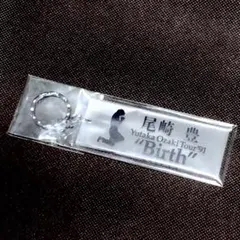 尾崎 豊
Yutaka Ozaki Tour '91
"Birth"